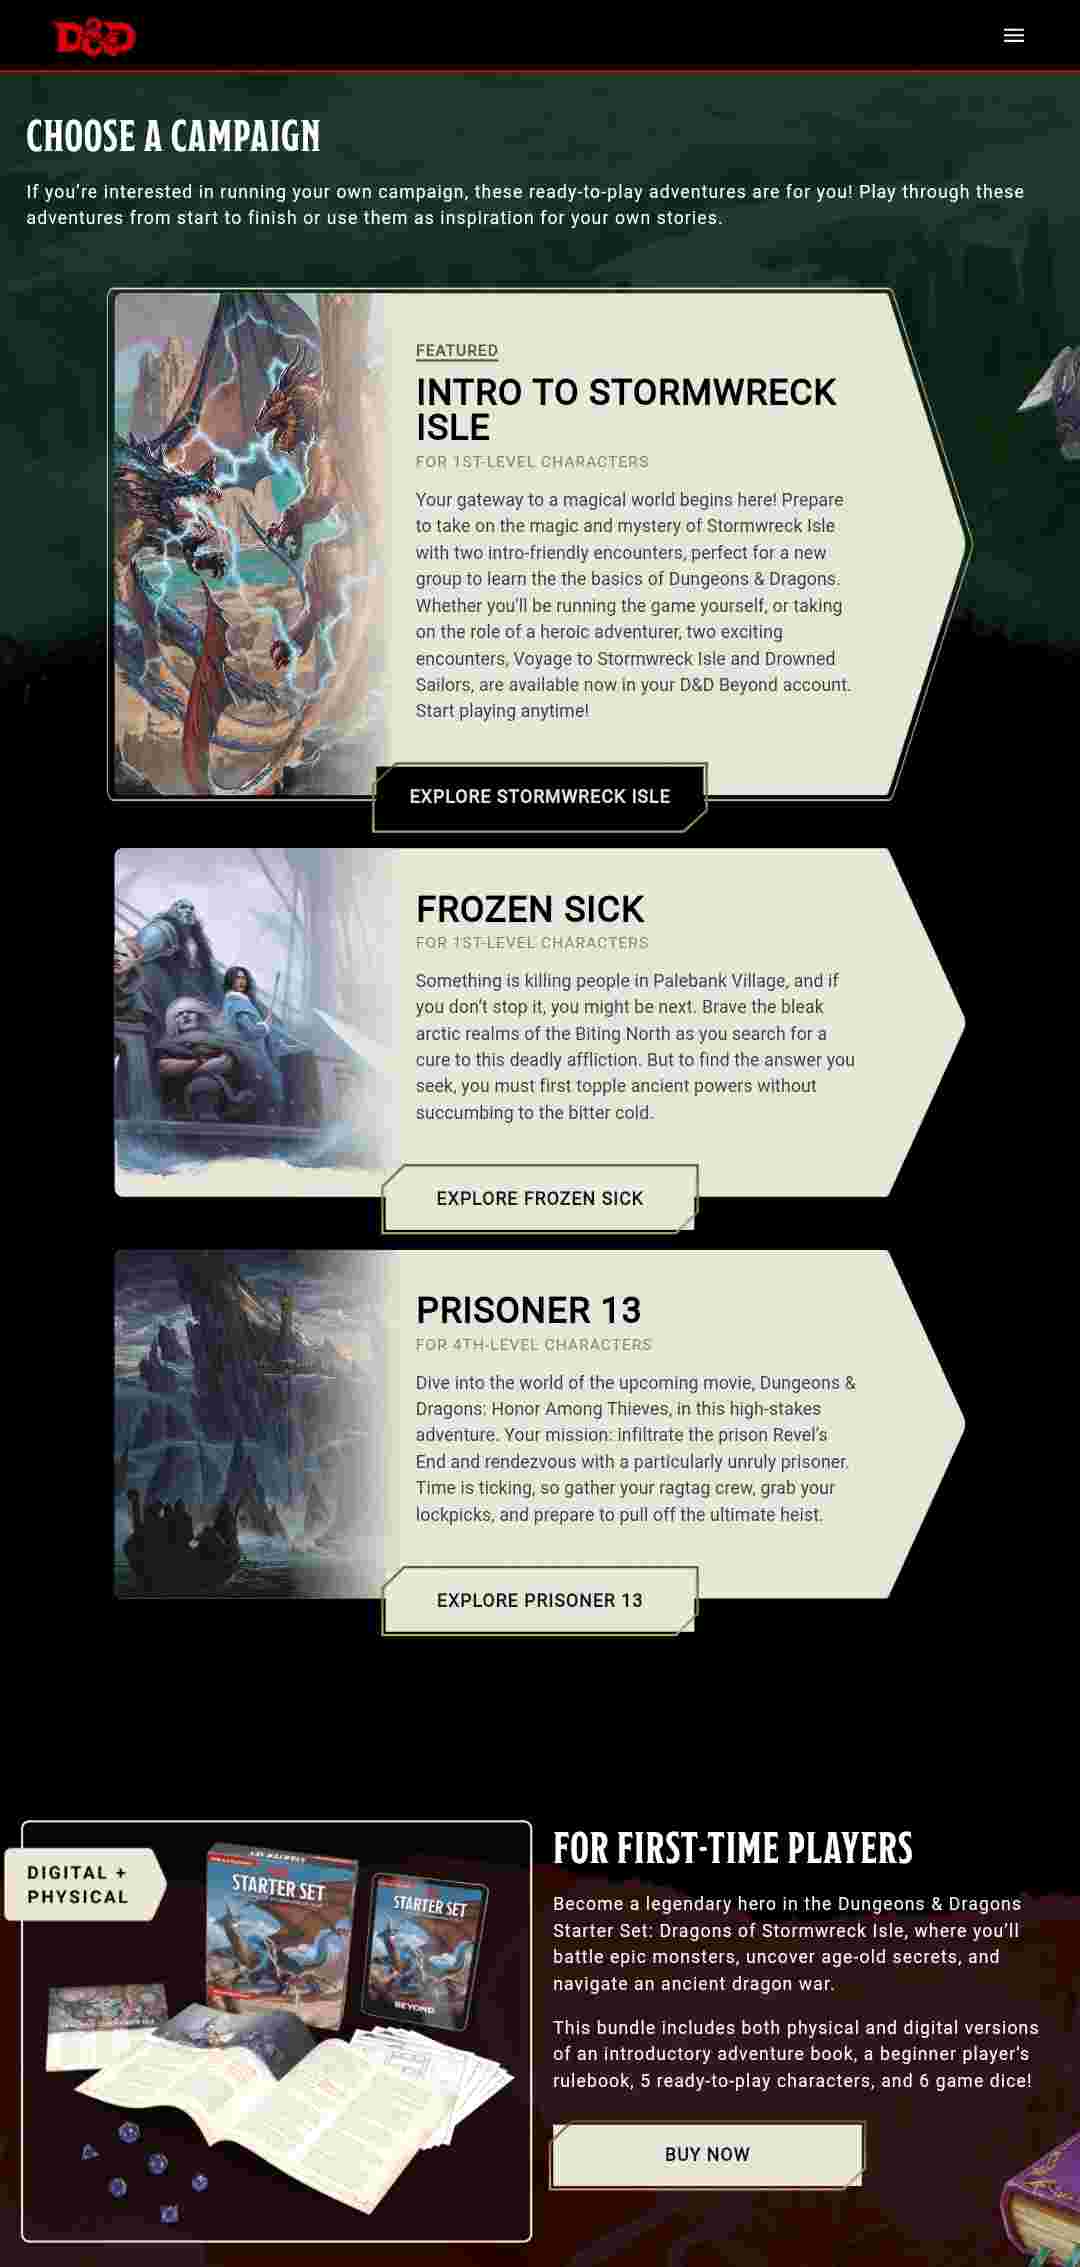 D&D
CHOOSE A CAMPAIGN
If you’re interested in running your own campaign, these ready-to-play adventures are for you! Play through these
adventures from start to finish or use them as inspiration for your own stories.
FEATURED
INTRO TO STORMWRECK
ISLE
FOR 1ST-LEVEL CHARACTERS
Your gateway to a magical world begins here! Prepare
to take on the magic and mystery of Stormwreck Isle
with two intro-friendly encounters, perfect for a new
group to learn the the basics of Dungeons & Dragons.
Whether you’ll be running the game yourself, or taking
on the role of a heroic adventurer, two exciting
encounters, Voyage to Stormwreck Isle and Drowned
Sailors, are available now in your D&D Beyond account.
Start playing anytime!
EXPLORE STORMWRECK ISLE
FROZEN SICK
FOR 1ST-LEVEL CHARACTERS
Something is killing people in Palebank Village, and if
you don’t stop it, you might be next. Brave the bleak
arctic realms of the Biting North as you search for a
cure to this deadly affliction. But to find the answer you
seek, you must first topple ancient powers without
succumbing to the bitter cold.
EXPLORE FROZEN SICK
PRISONER 13
FOR 4TH-LEVEL CHARACTERS
Dive into the world of the upcoming movie, Dungeons &
Dragons: Honor Among Thieves, in this high-stakes
adventure. Your mission: infiltrate the prison Revel’s
End and rendezvous with a particularly unruly prisoner.
Time is ticking, so gather your ragtag crew, grab your
lockpicks, and prepare to pull off the ultimate heist.
EXPLORE PRISONER 13
DIGITAL +
PHYSICAL
STARTER SET
STARTER SET
BEYOND
FOR FIRST-TIME PLAYERS
Become a legendary hero in the Dungeons & Dragons
Starter Set: Dragons of Stormwreck Isle, where you’ll
battle epic monsters, uncover age-old secrets, and
navigate an ancient dragon war.
This bundle includes both physical and digital versions
of an introductory adventure book, a beginner player’s
rulebook, 5 ready-to-play characters, and 6 game dice!
BUY NOW